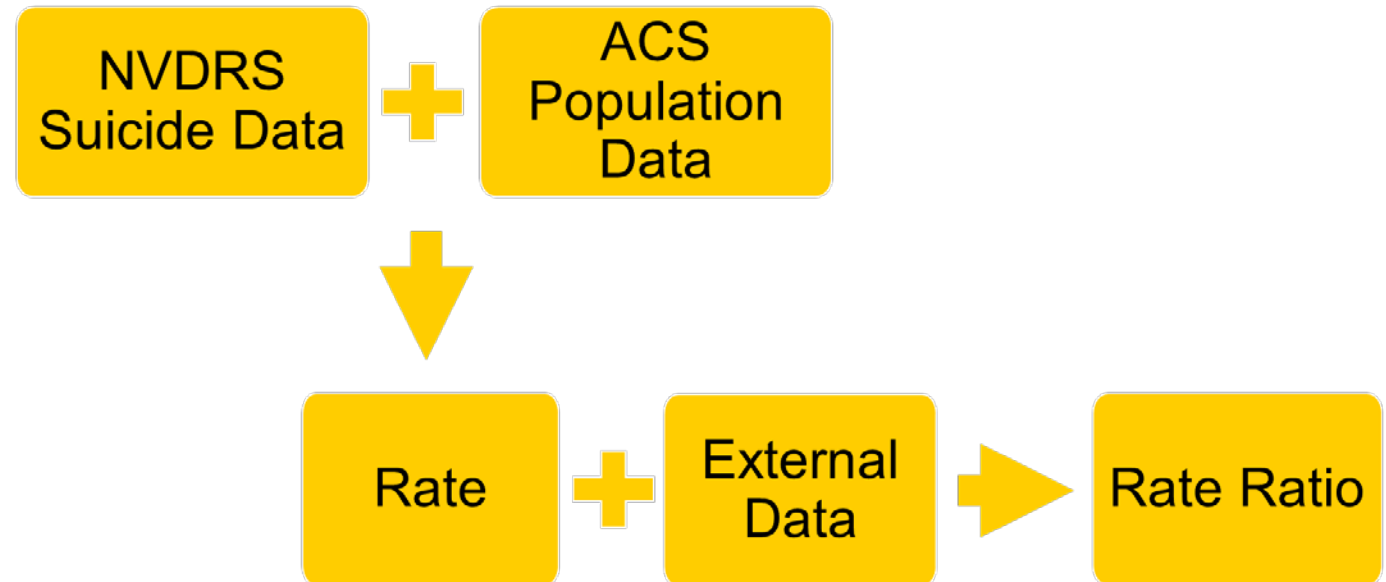 NVDRS
Suicide Data
ACS
Population
Data
Rate
External
Data
Rate Ratio